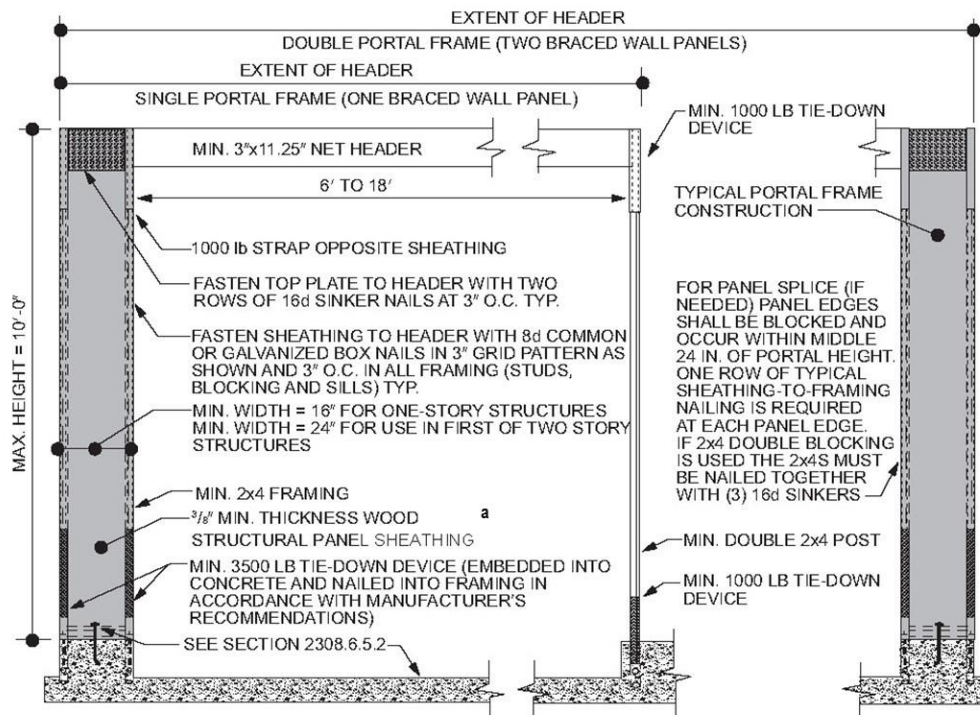 EXTENT OF HEADER
DOUBLE PORTAL FRAME (TWO BRACED WALL PANELS)
EXTENT OF HEADER
SINGLE PORTAL FRAME (ONE BRACED WALL PANEL)
MIN. 1000 LB TIE-DOWN
DEVICE
MIN. 3"x11.25" NET HEADER
6' TO 18'
TYPICAL PORTAL FRAME
CONSTRUCTION
MAX. HEIGHT = 10'-0"
1000 lb STRAP OPPOSITE SHEATHING
FASTEN TOP PLATE TO HEADER WITH TWO
ROWS OF 16d SINKER NAILS AT 3" O.C. TYP.
FASTEN SHEATHING TO HEADER WITH 8d COMMON
OR GALVANIZED BOX NAILS IN 3" GRID PATTERN AS
SHOWN AND 3" O.C. IN ALL FRAMING (STUDS,
BLOCKING AND SILLS) TYP.
MIN. WIDTH = 16" FOR ONE-STORY STRUCTURES
MIN. WIDTH = 24" FOR USE IN FIRST OF TWO STORY
STRUCTURES
FOR PANEL SPLICE (IF
NEEDED) PANEL EDGES
SHALL BE BLOCKED AND
OCCUR WITHIN MIDDLE
24 IN. OF PORTAL HEIGHT.
ONE ROW OF TYPICAL
SHEATHING-TO-FRAMING
NAILING IS REQUIRED
AT EACH PANEL EDGE.
IF 2x4 DOUBLE BLOCKING
IS USED THE 2x4S MUST
BE NAILED TOGETHER
WITH (3) 16d SINKERS
MIN. 2x4 FRAMING
3/8" MIN. THICKNESS WOOD a
STRUCTURAL PANEL SHEATHING
MIN. DOUBLE 2x4 POST
MIN. 3500 LB TIE-DOWN DEVICE (EMBEDDED INTO
CONCRETE AND NAILED INTO FRAMING IN
ACCORDANCE WITH MANUFACTURER'S
RECOMMENDATIONS)
MIN. 1000 LB TIE-DOWN
DEVICE
SEE SECTION 2308.6.5.2